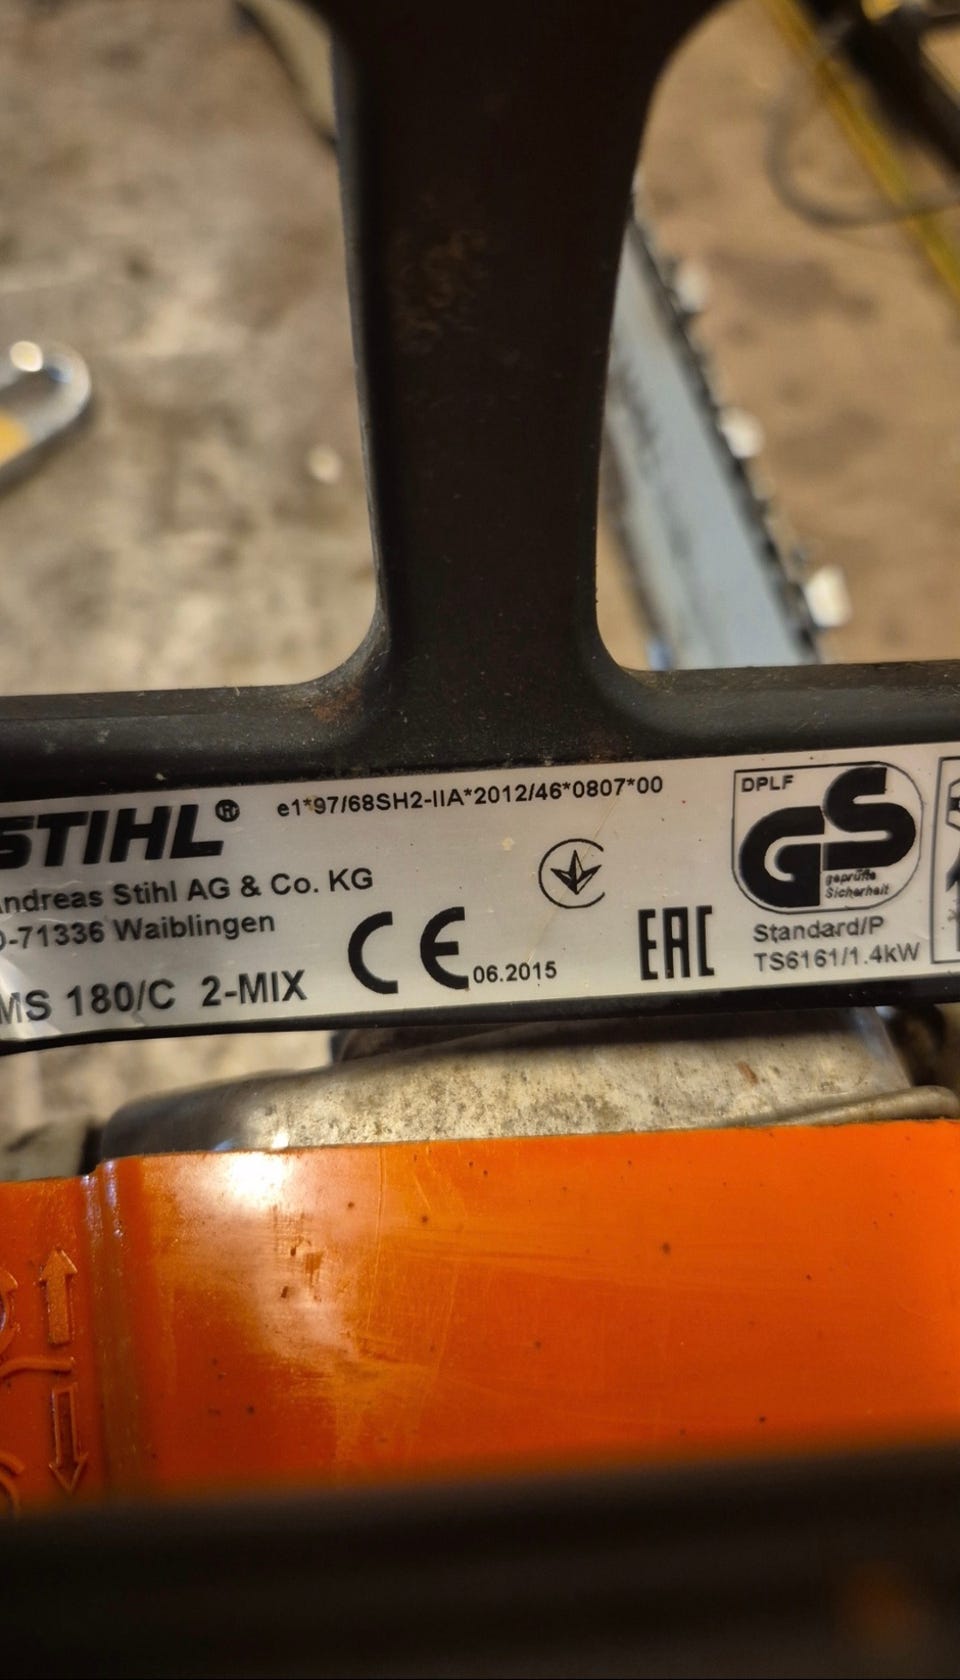 STIHL®
e1*97/68SH2-IIA*2012/46*0807*00
Andreas Stihl AG & Co. KG
D-71336 Waiblingen
MS 180/C 2-MIX
CE
06.2015
EAC
DPLF
GS
geprüfte
Sicherheit
Standard/P
TS6161/1.4kW